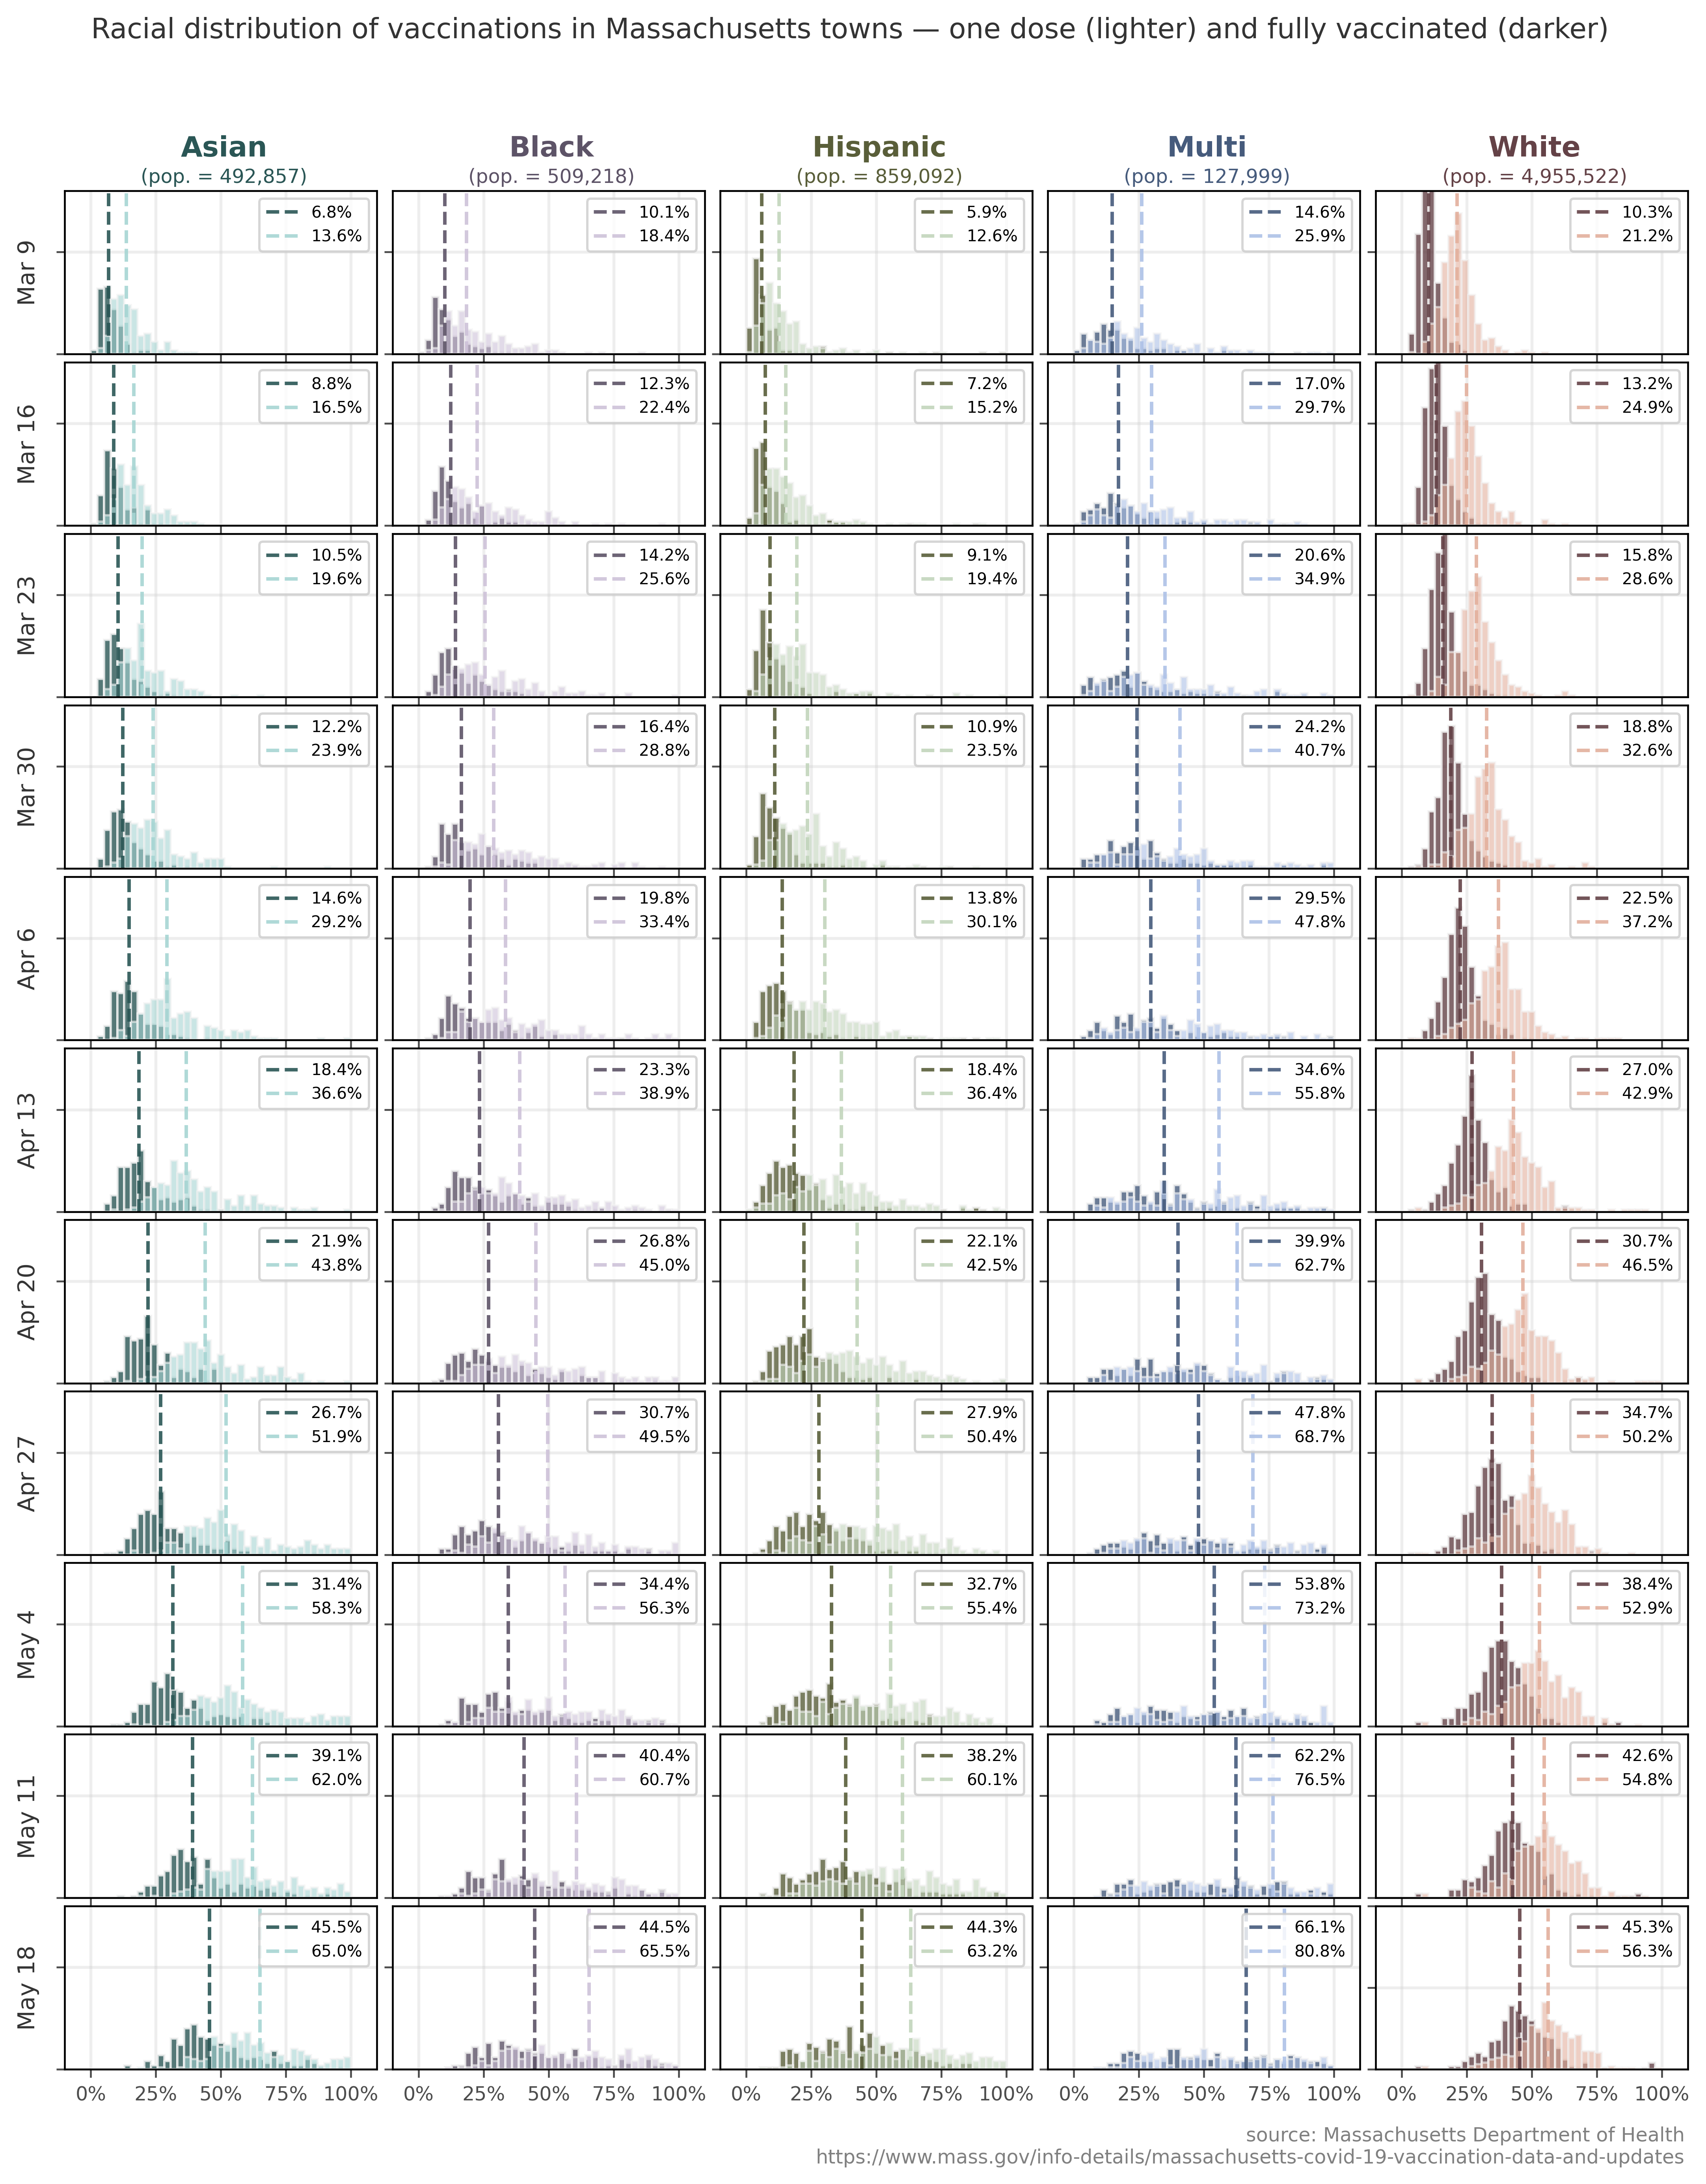 Racial distribution of vaccinations in Massachusetts towns — one dose (lighter) and fully vaccinated (darker)
Asian Black Hispanic Multi White
(pop. = 492,857) (pop. = 509,218) (pop. = 859,092) (pop. = 127,999) (pop. = 4,955,522)
Mar 9
6.8% 10.1% 5.9% 14.6% 10.3%
13.6% 18.4% 12.6% 25.9% 21.2%
Mar 16
8.8% 12.3% 7.2% 17.0% 13.2%
16.5% 22.4% 15.2% 29.7% 24.9%
Mar 23
10.5% 14.2% 9.1% 20.6% 15.8%
19.6% 25.6% 19.4% 34.9% 28.6%
Mar 30
12.2% 16.4% 10.9% 24.2% 18.8%
23.9% 28.8% 23.5% 40.7% 32.6%
Apr 6
14.6% 19.8% 13.8% 29.5% 22.5%
29.2% 33.4% 30.1% 47.8% 37.2%
Apr 13
18.4% 23.3% 18.4% 34.6% 27.0%
36.6% 38.9% 36.4% 55.8% 42.9%
Apr 20
21.9% 26.8% 22.1% 39.9% 30.7%
43.8% 45.0% 42.5% 62.7% 46.5%
Apr 27
26.7% 30.7% 27.9% 47.8% 34.7%
51.9% 49.5% 50.4% 68.7% 50.2%
May 4
31.4% 34.4% 32.7% 53.8% 38.4%
58.3% 56.3% 55.4% 73.2% 52.9%
May 11
39.1% 40.4% 38.2% 62.2% 42.6%
62.0% 60.7% 60.1% 76.5% 54.8%
May 18
45.5% 44.5% 44.3% 66.1% 45.3%
65.0% 65.5% 63.2% 80.8% 56.3%
0% 25% 50% 75% 100% 0% 25% 50% 75% 100% 0% 25% 50% 75% 100% 0% 25% 50% 75% 100% 0% 25% 50% 75% 100%
source: Massachusetts Department of Health
https://www.mass.gov/info-details/massachusetts-covid-19-vaccination-data-and-updates